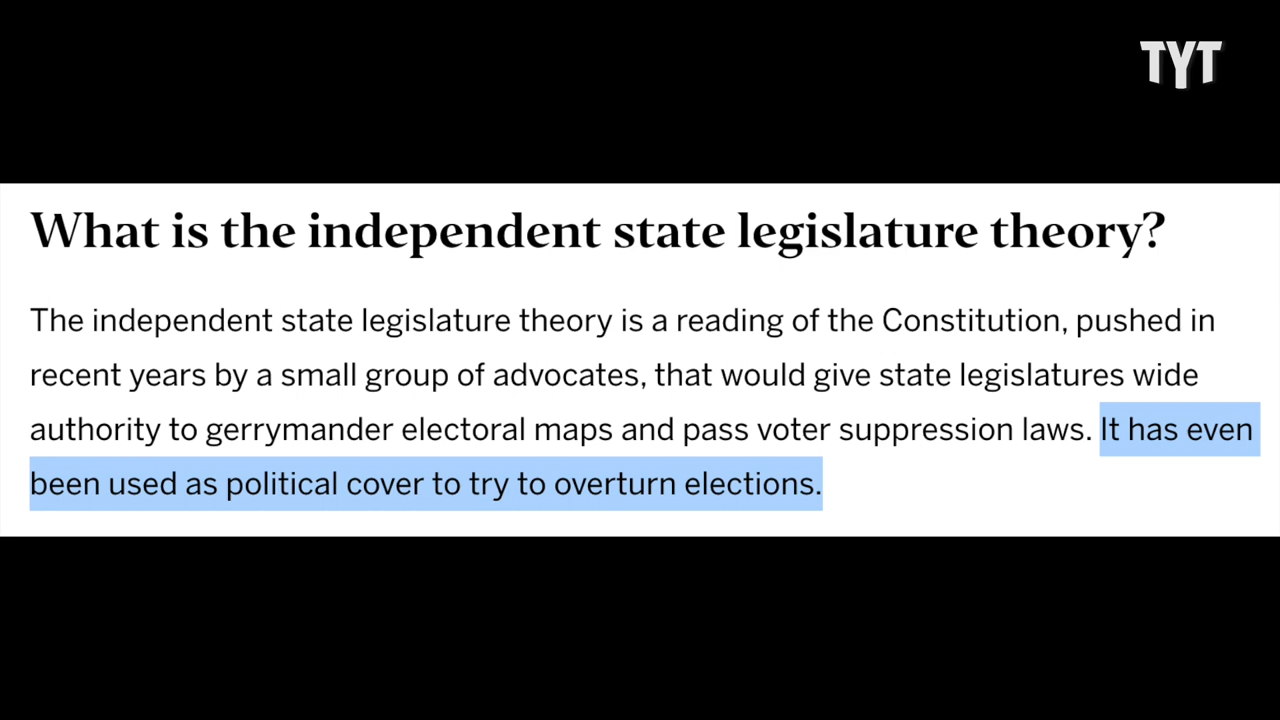 TYT
What is the independent state legislature theory?
The independent state legislature theory is a reading of the Constitution, pushed in
recent years by a small group of advocates, that would give state legislatures wide
authority to gerrymander electoral maps and pass voter suppression laws. It has even
been used as political cover to try to overturn elections.